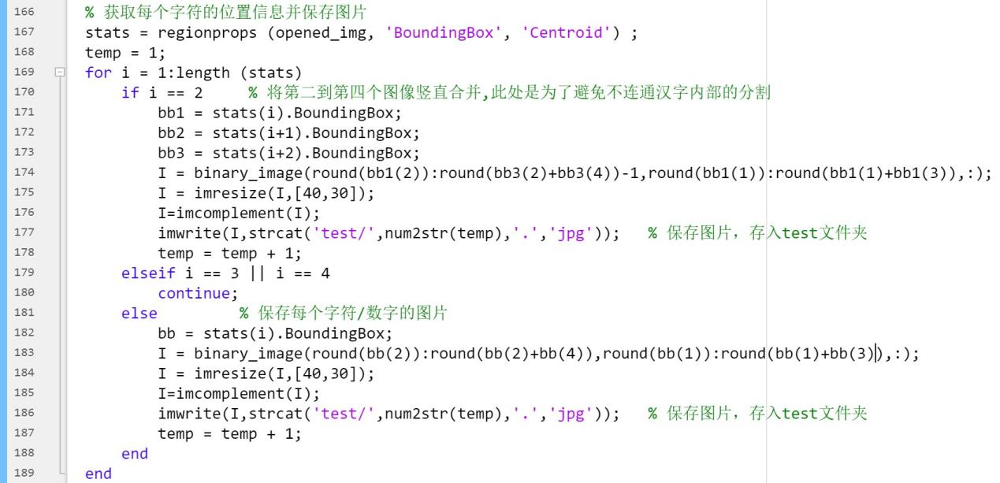 166 % 获取每个字符的位置信息并保存图片
167 stats = regionprops (opened_img, 'BoundingBox', 'Centroid') ;
168 temp = 1;
169 for i = 1:length (stats)
170 if i == 2 % 将第二到第四个图像竖直合并,此处是为了避免不连通汉字内部的分割
171 bb1 = stats(i).BoundingBox;
172 bb2 = stats(i+1).BoundingBox;
173 bb3 = stats(i+2).BoundingBox;
174 I = binary_image(round(bb1(2)):round(bb3(2)+bb3(4))-1,round(bb1(1)):round(bb1(1)+bb1(3)),:);
175 I = imresize(I,[40,30]);
176 I=imcomplement(I);
177 imwrite(I,strcat('test/',num2str(temp),'.','jpg')); % 保存图片，存入test文件夹
178 temp = temp + 1;
179 elseif i == 3 || i == 4
180 continue;
181 else % 保存每个字符/数字的图片
182 bb = stats(i).BoundingBox;
183 I = binary_image(round(bb(2)):round(bb(2)+bb(4)),round(bb(1)):round(bb(1)+bb(3)),:);
184 I = imresize(I,[40,30]);
185 I=imcomplement(I);
186 imwrite(I,strcat('test/',num2str(temp),'.','jpg')); % 保存图片，存入test文件夹
187 temp = temp + 1;
188 end
189 end